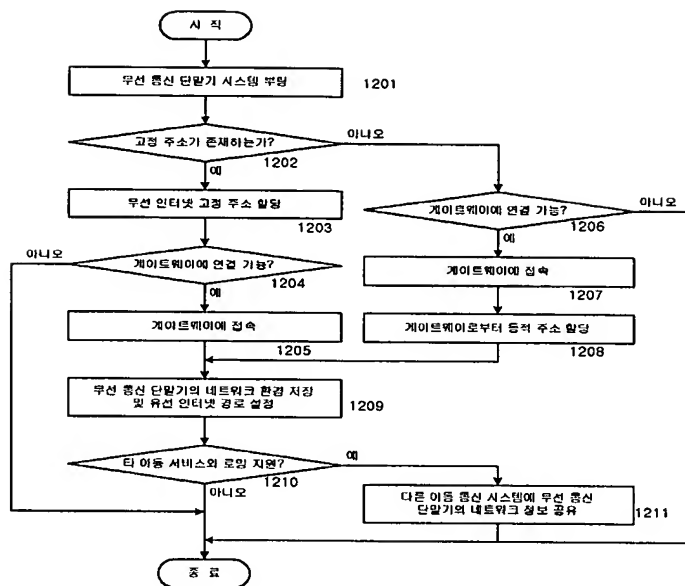 시 작
무선 통신 단말기 시스템 부팅
1201
고정 주소가 존재하는가?
1202
아니오
예
무선 인터넷 고정 주소 할당
1203
게이트웨이에 연결 가능?
1206
아니오
예
아니오
게이트웨이에 연결 가능?
1204
예
게이트웨이에 접속
1207
게이트웨이에 접속
1205
게이트웨이로부터 동적 주소 할당
1208
무선 통신 단말기의 네트워크 환경 저장
및 유선 인터넷 경로 설정
1209
타 이동 서비스와 로밍 지원?
1210
예
아니오
다른 이동 통신 시스템에 무선 통신
단말기의 네트워크 정보 공유
1211
종 료